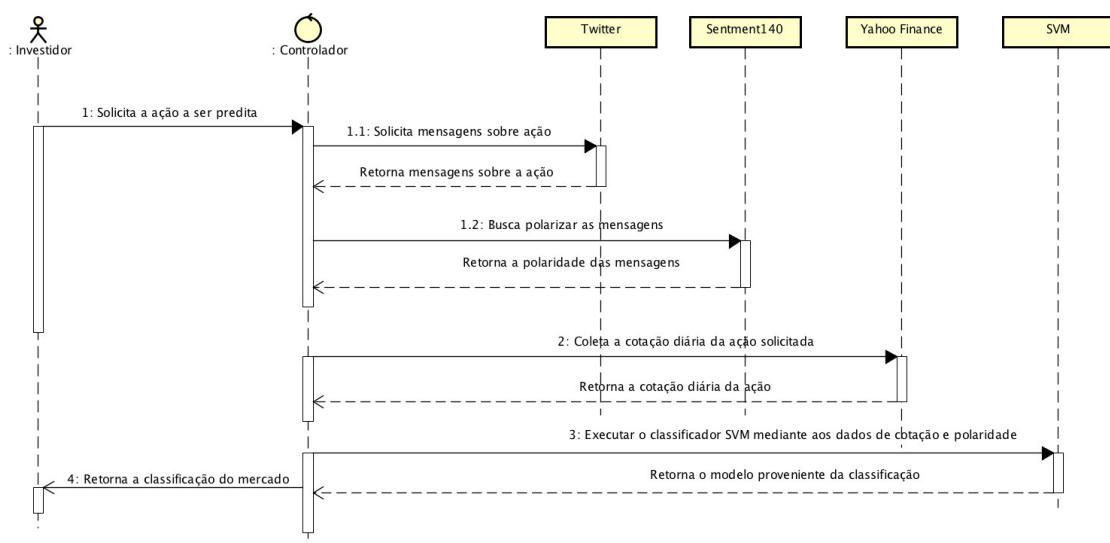 : Investidor
: Controlador
Twitter
Sentment140
Yahoo Finance
SVM
1: Solicita a ação a ser predita
1.1: Solicita mensagens sobre ação
Retorna mensagens sobre a ação
1.2: Busca polarizar as mensagens
Retorna a polaridade das mensagens
2: Coleta a cotação diária da ação solicitada
Retorna a cotação diária da ação
3: Executar o classificador SVM mediante aos dados de cotação e polaridade
Retorna o modelo proveniente da classificação
4: Retorna a classificação do mercado